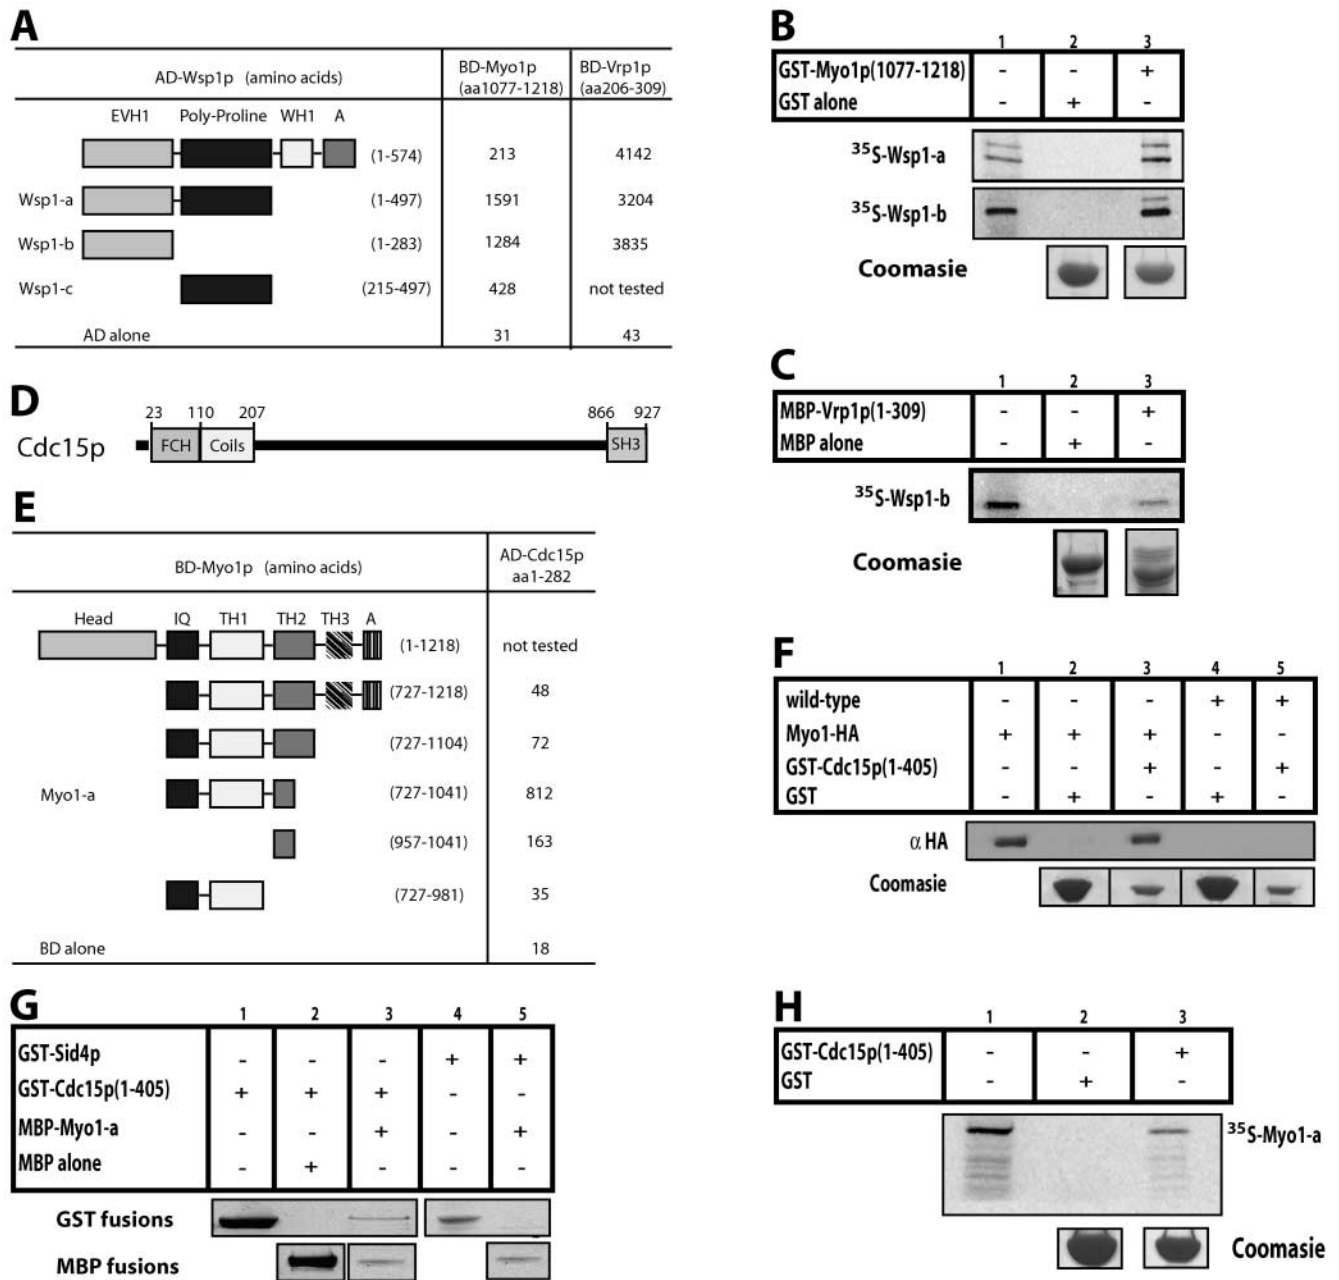 A
AD-Wsp1p (amino acids)
BD-Myo1p (aa1077-1218)
BD-Vrp1p (aa206-309)
EVH1 Poly-Proline WH1 A
(1-574) 213 4142
Wsp1-a (1-497) 1591 3204
Wsp1-b (1-283) 1284 3835
Wsp1-c (215-497) 428 not tested
AD alone 31 43
B
1 2 3
GST-Myo1p(1077-1218) - - +
GST alone - + -
35S-Wsp1-a
35S-Wsp1-b
Coomasie
C
1 2 3
MBP-Vrp1p(1-309) - - +
MBP alone - + -
35S-Wsp1-b
Coomasie
D
23 110 207 866 927
Cdc15p FCH Coils SH3
E
BD-Myo1p (amino acids)
AD-Cdc15p aa1-282
Head IQ TH1 TH2 TH3 A
(1-1218) not tested
(727-1218) 48
(727-1104) 72
Myo1-a (727-1041) 812
(957-1041) 163
(727-981) 35
BD alone 18
F
1 2 3 4 5
wild-type - - - + +
Myo1-HA + + + - -
GST-Cdc15p(1-405) - - + - +
GST - + - + -
α HA
Coomasie
G
1 2 3 4 5
GST-Sid4p - - - + +
GST-Cdc15p(1-405) + + + - -
MBP-Myo1-a - - + - +
MBP alone - + - - -
GST fusions
MBP fusions
H
1 2 3
GST-Cdc15p(1-405) - - +
GST - + -
35S-Myo1-a
Coomasie